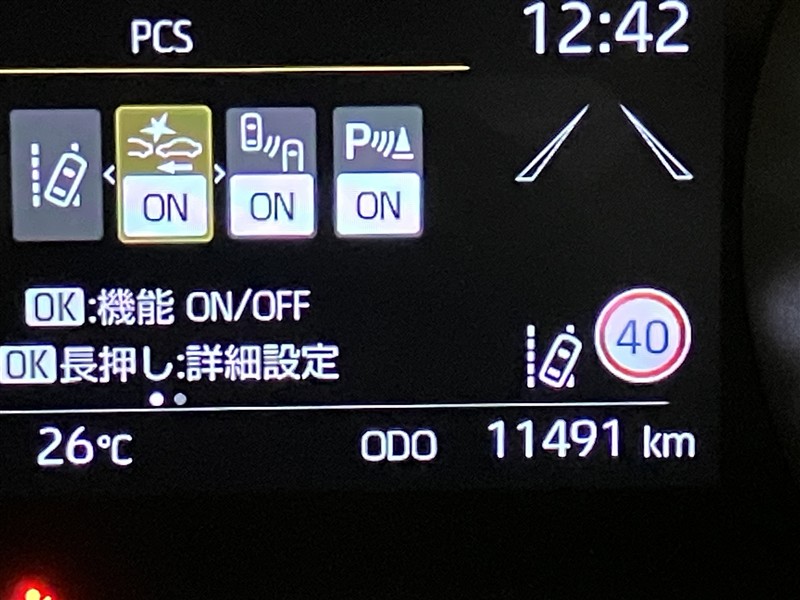 PCS 12:42
ON ON P ON
OK:機能 ON/OFF
OK長押し:詳細設定
40
26℃ ODO 11491 km